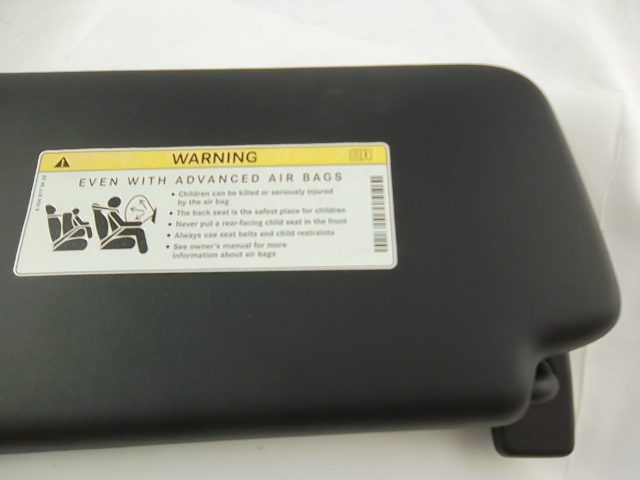 WARNING
EVEN WITH ADVANCED AIR BAGS
• Children can be killed or seriously injured
by the air bag
• The back seat is the safest place for children
• Never put a rear-facing child seat in the front
• Always use seat belts and child restraints
• See owner's manual for more
information about air bags